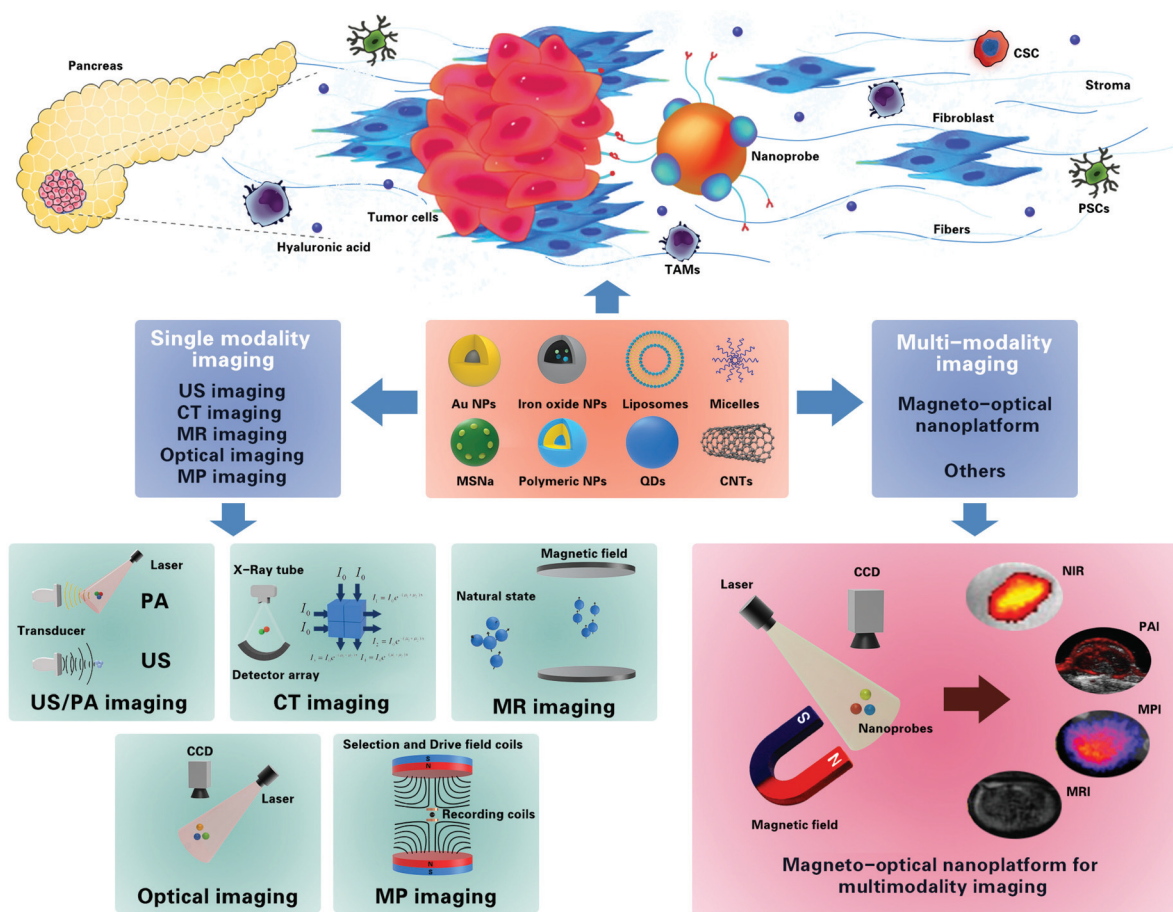 Pancreas
CSC
Stroma
Fibroblast
Nanoprobe
PSCs
Tumor cells
Fibers
Hyaluronic acid
TAMs
Single modality
imaging
US imaging
CT imaging
MR imaging
Optical imaging
MP imaging
Au NPs
Iron oxide NPs
Liposomes
Micelles
MSNa
Polymeric NPs
QDs
CNTs
Multi-modality
imaging
Magneto-optical
nanoplatform
Others
Laser
PA
Transducer
US
US/PA imaging
X-Ray tube
I₀ I₀
I₀
I₀
Detector array
CT imaging
Magnetic field
Natural state
MR imaging
CCD
Laser
Optical imaging
Selection and Drive field coils
S
N
Recording coils
N
S
MP imaging
Laser
CCD
NIR
PAI
S
Nanoprobes
MPI
N
MRI
Magnetic field
Magneto-optical nanoplatform for
multimodality imaging